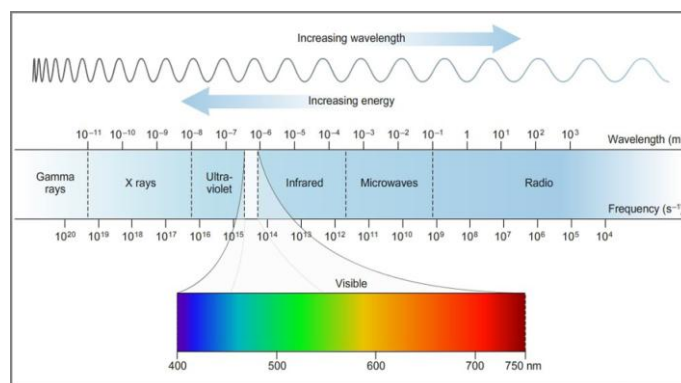 Increasing wavelength
Increasing energy
10⁻¹¹ 10⁻¹⁰ 10⁻⁹ 10⁻⁸ 10⁻⁷ 10⁻⁶ 10⁻⁵ 10⁻⁴ 10⁻³ 10⁻² 10⁻¹ 1 10¹ 10² 10³ Wavelength (m
Gamma rays
X rays
Ultra-
violet
Infrared
Microwaves
Radio
Frequency (s⁻¹
10²⁰ 10¹⁹ 10¹⁸ 10¹⁷ 10¹⁶ 10¹⁵ 10¹⁴ 10¹³ 10¹² 10¹¹ 10¹⁰ 10⁹ 10⁸ 10⁷ 10⁶ 10⁵ 10⁴
Visible
400 500 600 700 750 nm